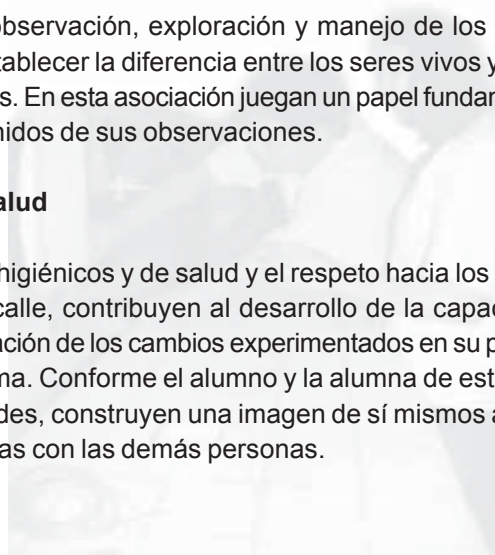 observación, exploración y manejo de los
tablecer la diferencia entre los seres vivos y
s. En esta asociación juegan un papel fundar
nidos de sus observaciones.
alud
higiénicos y de salud y el respeto hacia los
calle, contribuyen al desarrollo de la capac
ación de los cambios experimentados en su p
ma. Conforme el alumno y la alumna de est
des, construyen una imagen de sí mismos a
as con las demás personas.